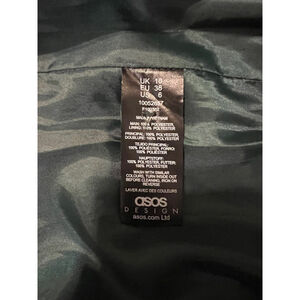 UK 10
EU 38
US 6
10052667
MAIN: 100% POLYESTER,
LINING: 100% POLYESTER
PRINCIPAL: 100% POLYESTER,
DOUBLURE: 100% POLYESTER.
TEJIDO PRINCIPAL:
100% POLIÉSTER, FORRO:
100% POLIÉSTER
HAUPTSTOFF:
100% POLYESTER, FUTTER:
100% POLYESTER
WASH WITH SIMILAR
COLOURS, TURN INSIDE OUT
BEFORE CLEANING, IRON ON
REVERSE
LAVER AVEC DES COULEURS
asos
DESIGN
asos.com Ltd